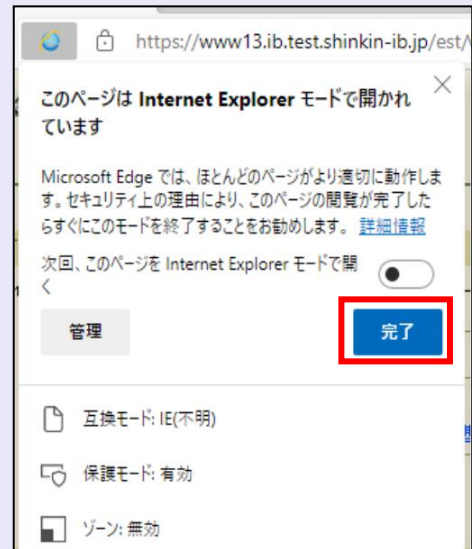 https://www13.ib.test.shinkin-ib.jp/est/
このページは Internet Explorer モードで開かれ
ています
Microsoft Edge では、ほとんどのページがより適切に動作しま
す。セキュリティ上の理由により、このページの閲覧が完了した
らすぐにこのモードを終了することをお勧めします。 詳細情報
次回、このページを Internet Explorer モードで開
く
管理
完了
互換モード: IE(不明)
保護モード: 有効
ゾーン: 無効